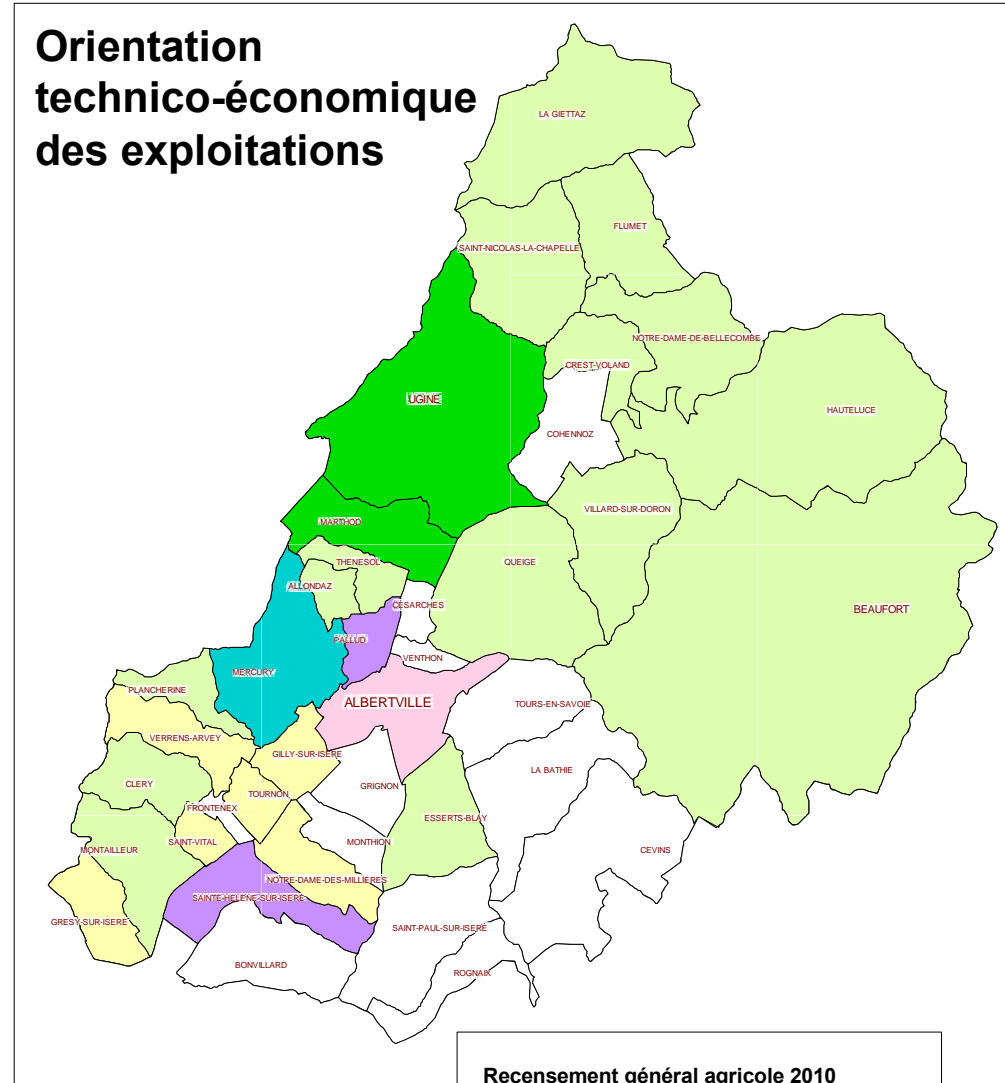 Orientation
technico-économique
des exploitations
LA GIETTAZ
FLUMET
SAINT-NICOLAS-LA-CHAPELLE
NOTRE-DAME-DE-BELLECOMBE
CREST-VOLAND
UGINE
HAUTELUCE
COHENNOZ
VILLARD-SUR-DORON
MARTHOD
THENESOL
QUEIGE
ALLONDAZ
CESARCHES
BEAUFORT
PALLUD
VENTHON
MERCURY
PLANCHERINE
ALBERTVILLE
TOURS-EN-SAVOIE
VERRENS-ARVEY
GILLY-SUR-ISERE
LA BATHIE
CLERY
GRIGNON
TOURNON
FRONTENEX
ESSERTS-BLAY
SAINT-VITAL
MONTHION
MONTAILLEUR
CEVINS
NOTRE-DAME-DES-MILLIERES
SAINTE-HELENE-SUR-ISERE
GRESY-SUR-ISERE
SAINT-PAUL-SUR-ISERE
BONVILLARD
ROGNAIX
Recensement général agricole 2010